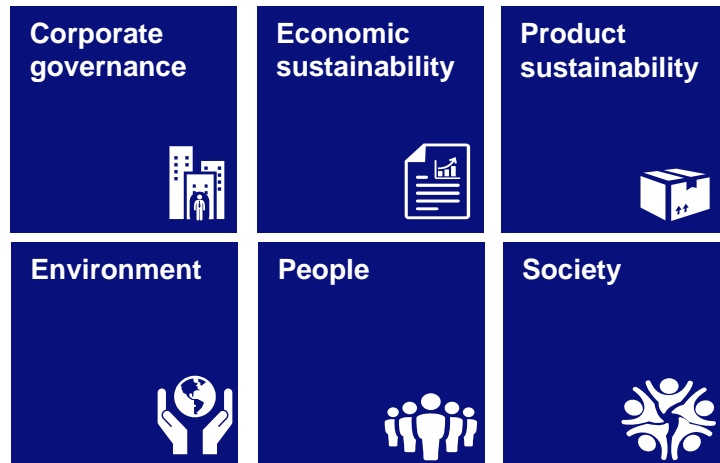 Corporate
governance
Economic
sustainability
Product
sustainability
Environment
People
Society